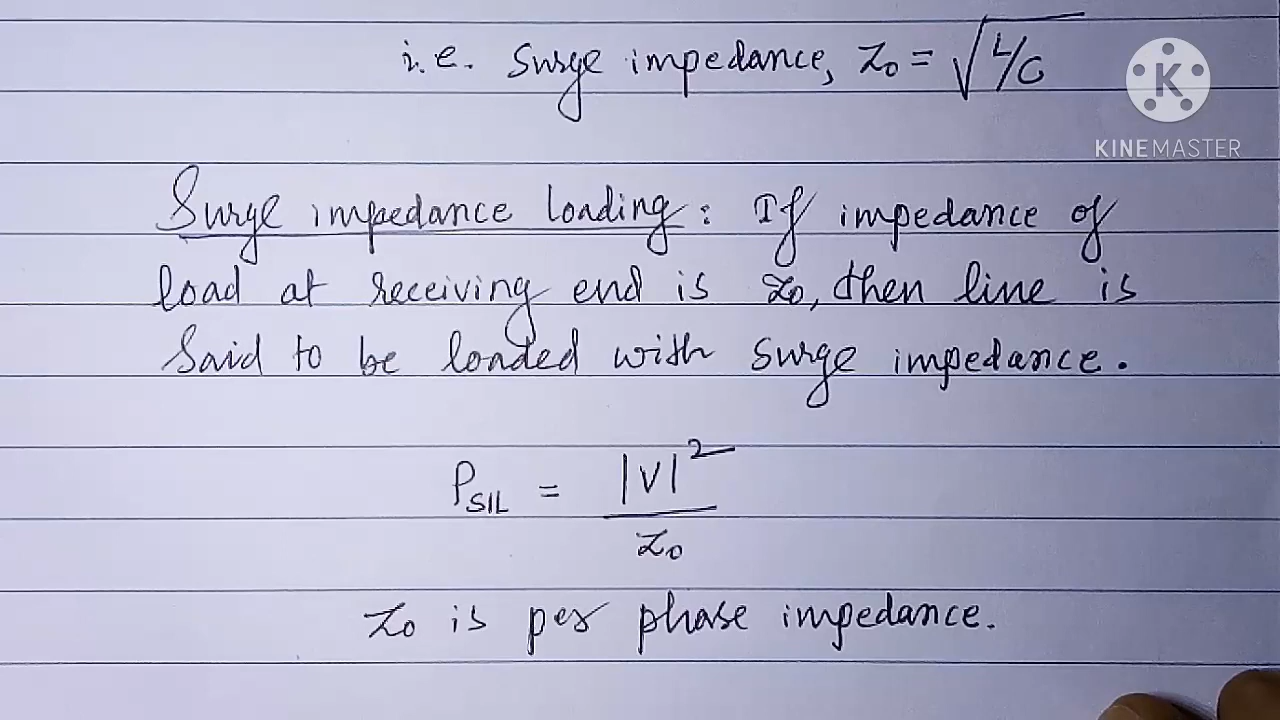 i.e. Surge impedance, Z₀ = √L/C
K
KINEMASTER
Surge impedance loading: If impedance of
load at receiving end is Z₀, then line is
said to be loaded with surge impedance.
P_SIL = |V|² / Z₀
Z₀ is per phase impedance.